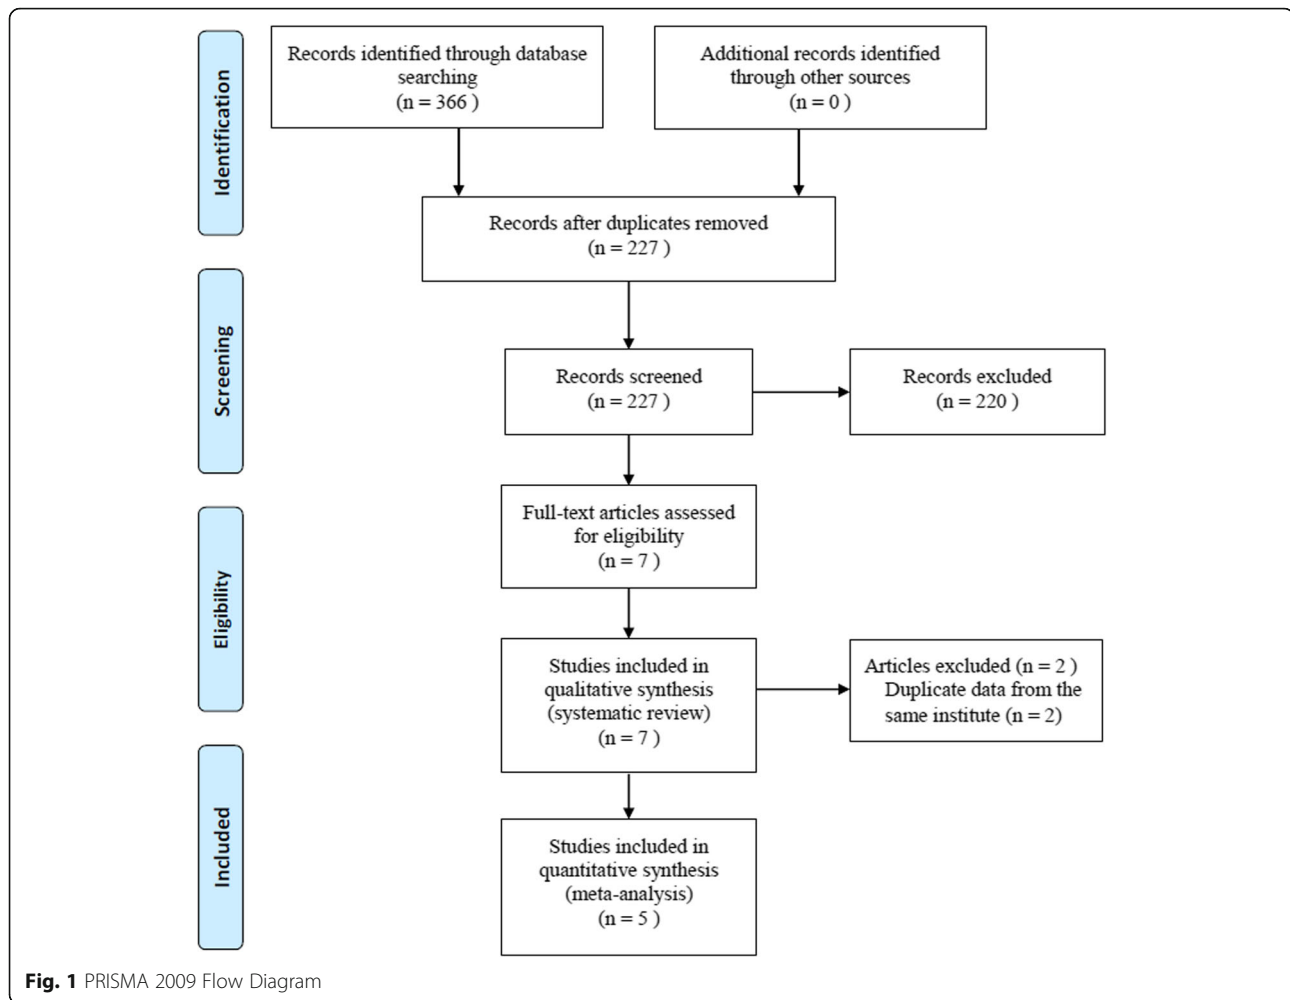 Identification
Records identified through database
searching
(n = 366 )
Additional records identified
through other sources
(n = 0 )
Records after duplicates removed
(n = 227 )
Screening
Records screened
(n = 227 )
Records excluded
(n = 220 )
Eligibility
Full-text articles assessed
for eligibility
(n = 7 )
Studies included in
qualitative synthesis
(systematic review)
(n = 7 )
Articles excluded (n = 2 )
Duplicate data from the
same institute (n = 2)
Included
Studies included in
quantitative synthesis
(meta-analysis)
(n = 5 )
Fig. 1 PRISMA 2009 Flow Diagram